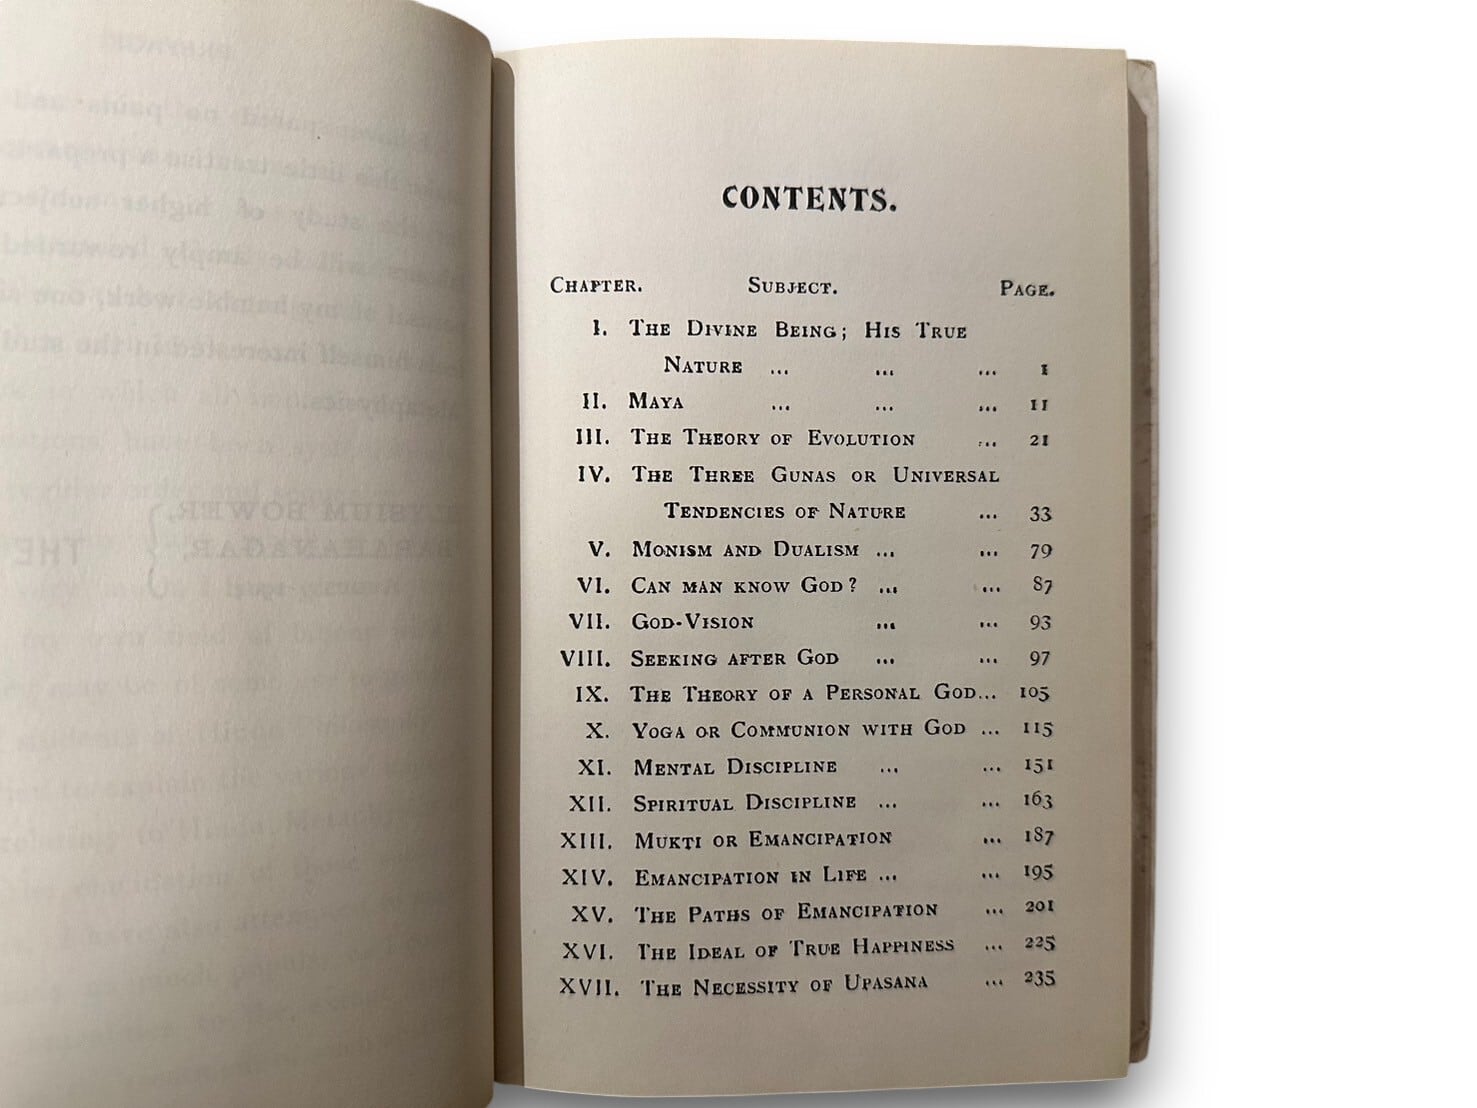 CONTENTS.
CHAPTER. SUBJECT. PAGE.
I. THE DIVINE BEING; HIS TRUE
NATURE ... ... ... 1
II. MAYA ... ... ... 11
III. THE THEORY OF EVOLUTION ... 21
IV. THE THREE GUNAS OR UNIVERSAL
TENDENCIES OF NATURE ... 33
V. MONISM AND DUALISM ... ... 79
VI. CAN MAN KNOW GOD? ... ... 87
VII. GOD-VISION ... ... 93
VIII. SEEKING AFTER GOD ... ... 97
IX. THE THEORY OF A PERSONAL GOD... 105
X. YOGA OR COMMUNION WITH GOD ... 115
XI. MENTAL DISCIPLINE ... ... 151
XII. SPIRITUAL DISCIPLINE ... ... 163
XIII. MUKTI OR EMANCIPATION ... 187
XIV. EMANCIPATION IN LIFE ... ... 195
XV. THE PATHS OF EMANCIPATION ... 201
XVI. THE IDEAL OF TRUE HAPPINESS ... 225
XVII. THE NECESSITY OF UPASANA ... 235